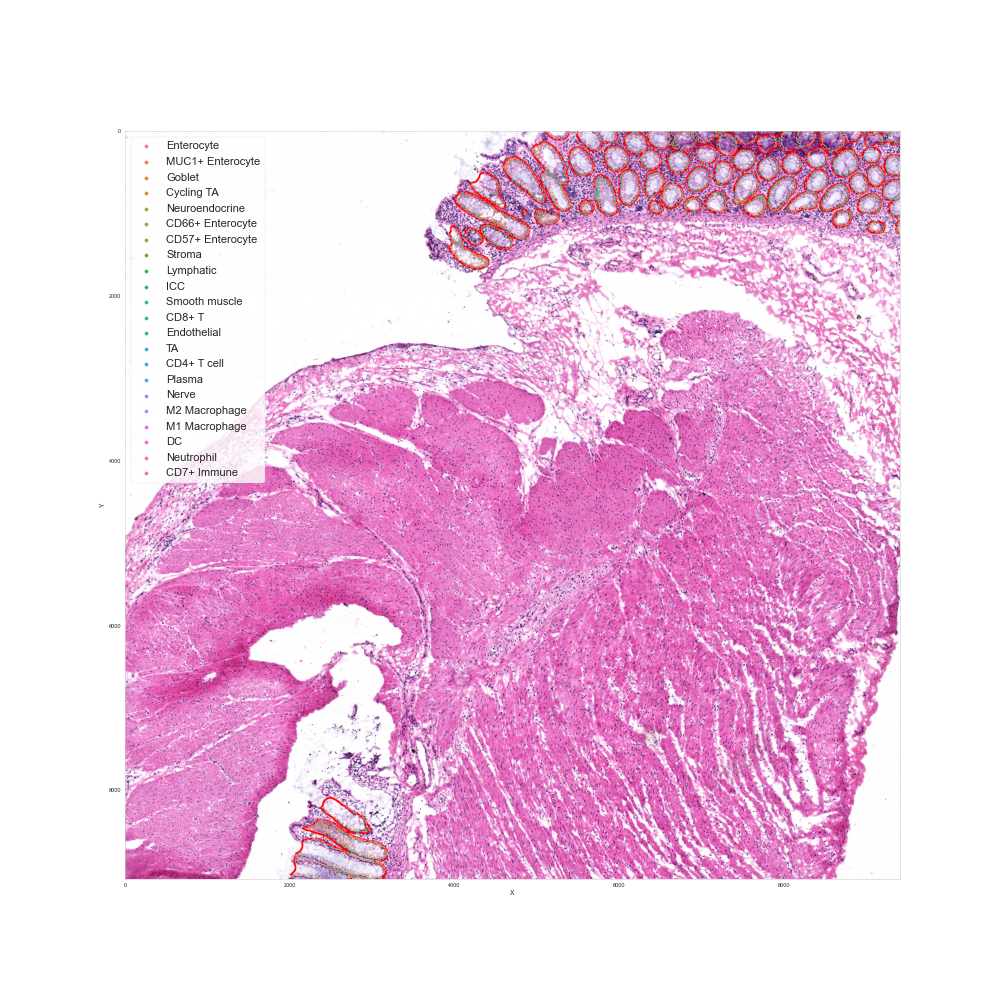 0
Enterocyte
MUC1+ Enterocyte
Goblet
Cycling TA
Neuroendocrine
CD66+ Enterocyte
CD57+ Enterocyte
Stroma
Lymphatic
ICC
Smooth muscle
CD8+ T
Endothelial
TA
CD4+ T cell
Plasma
Nerve
M2 Macrophage
M1 Macrophage
DC
Neutrophil
CD7+ Immune
2000
4000
Y
6000
8000
0 2000 4000 6000 8000
X